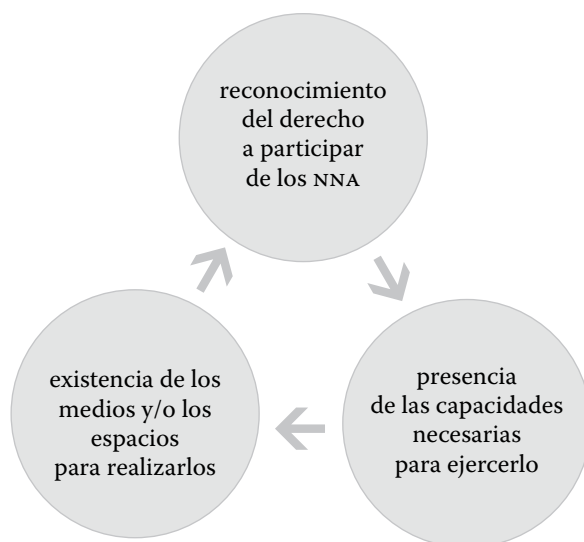 reconocimiento
del derecho
a participar
de los NNA
presencia
de las capacidades
necesarias
para ejercerlo
existencia de los
medios y/o los
espacios
para realizarlos